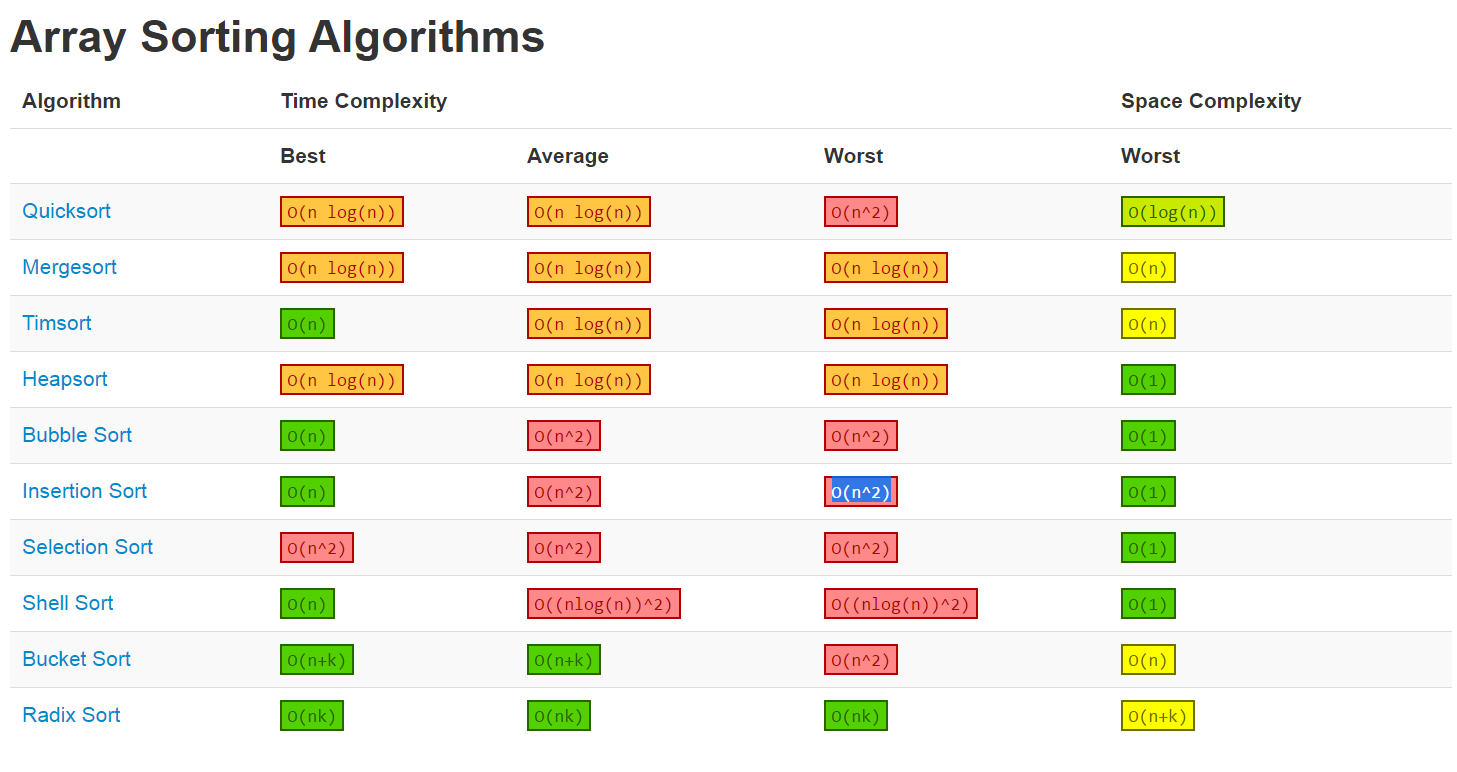 Array Sorting Algorithms
Algorithm Time Complexity Space Complexity
Best Average Worst Worst
Quicksort O(n log(n)) O(n log(n)) O(n^2) O(log(n))
Mergesort O(n log(n)) O(n log(n)) O(n log(n)) O(n)
Timsort O(n) O(n log(n)) O(n log(n)) O(n)
Heapsort O(n log(n)) O(n log(n)) O(n log(n)) O(1)
Bubble Sort O(n) O(n^2) O(n^2) O(1)
Insertion Sort O(n) O(n^2) O(n^2) O(1)
Selection Sort O(n^2) O(n^2) O(n^2) O(1)
Shell Sort O(n) O((nlog(n))^2) O((nlog(n))^2) O(1)
Bucket Sort O(n+k) O(n+k) O(n^2) O(n)
Radix Sort O(nk) O(nk) O(nk) O(n+k)